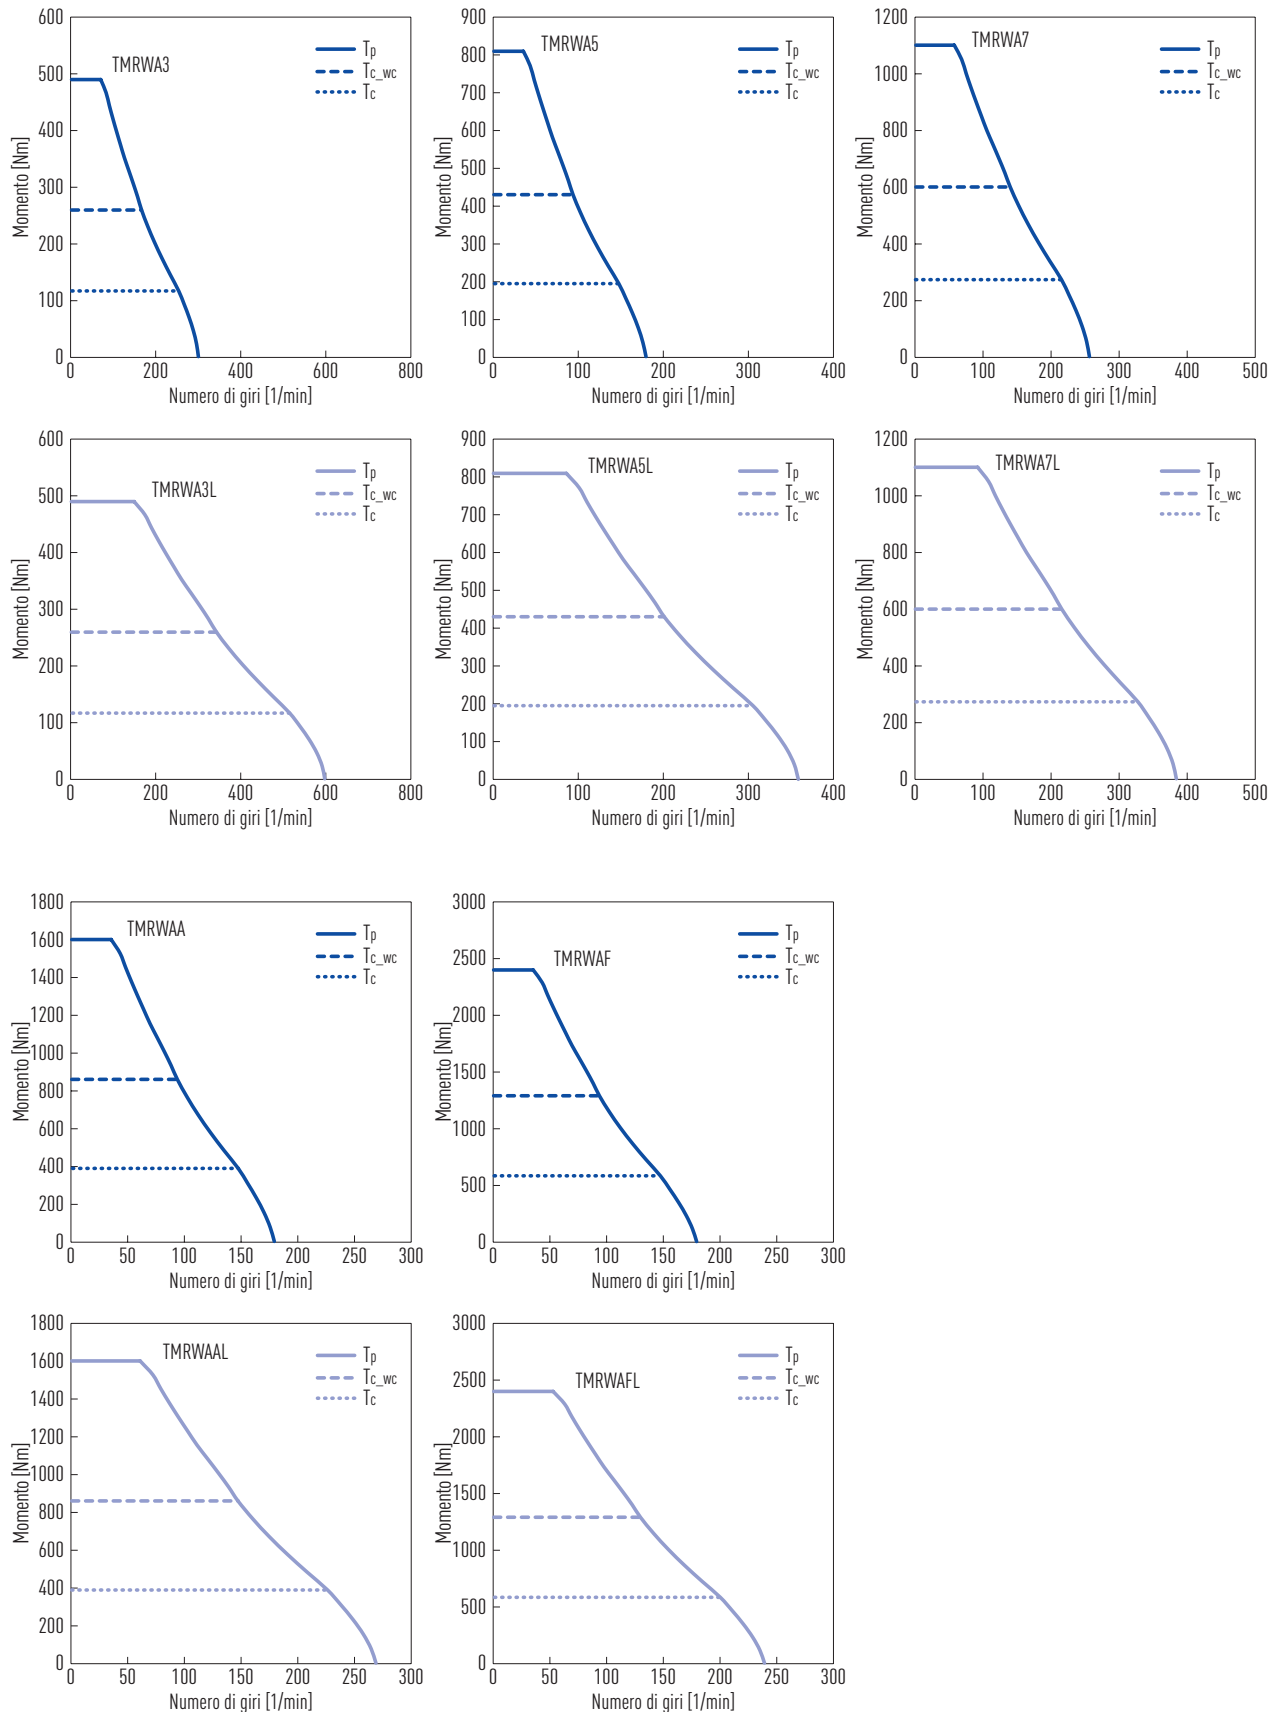 600
500
400
300
200
100
0
0 200 400 600 800
Momento [Nm]
Numero di giri [1/min]
TMRWA3
Tp
Tc_wc
Tc
900
800
700
600
500
400
300
200
100
0
0 100 200 300 400
Momento [Nm]
Numero di giri [1/min]
TMRWA5
Tp
Tc_wc
Tc
1200
1000
800
600
400
200
0
0 100 200 300 400 500
Momento [Nm]
Numero di giri [1/min]
TMRWA7
Tp
Tc_wc
Tc
600
500
400
300
200
100
0
0 200 400 600 800
Momento [Nm]
Numero di giri [1/min]
TMRWA3L
Tp
Tc_wc
Tc
900
800
700
600
500
400
300
200
100
0
0 100 200 300 400
Momento [Nm]
Numero di giri [1/min]
TMRWA5L
Tp
Tc_wc
Tc
1200
1000
800
600
400
200
0
0 100 200 300 400 500
Momento [Nm]
Numero di giri [1/min]
TMRWA7L
Tp
Tc_wc
Tc
1800
1600
1400
1200
1000
800
600
400
200
0
0 50 100 150 200 250 300
Momento [Nm]
Numero di giri [1/min]
TMRWAA
Tp
Tc_wc
Tc
3000
2500
2000
1500
1000
500
0
0 50 100 150 200 250 300
Momento [Nm]
Numero di giri [1/min]
TMRWAF
Tp
Tc_wc
Tc
1800
1600
1400
1200
1000
800
600
400
200
0
0 50 100 150 200 250 300
Momento [Nm]
Numero di giri [1/min]
TMRWAAL
Tp
Tc_wc
Tc
3000
2500
2000
1500
1000
500
0
0 50 100 150 200 250 300
Momento [Nm]
Numero di giri [1/min]
TMRWAFL
Tp
Tc_wc
Tc